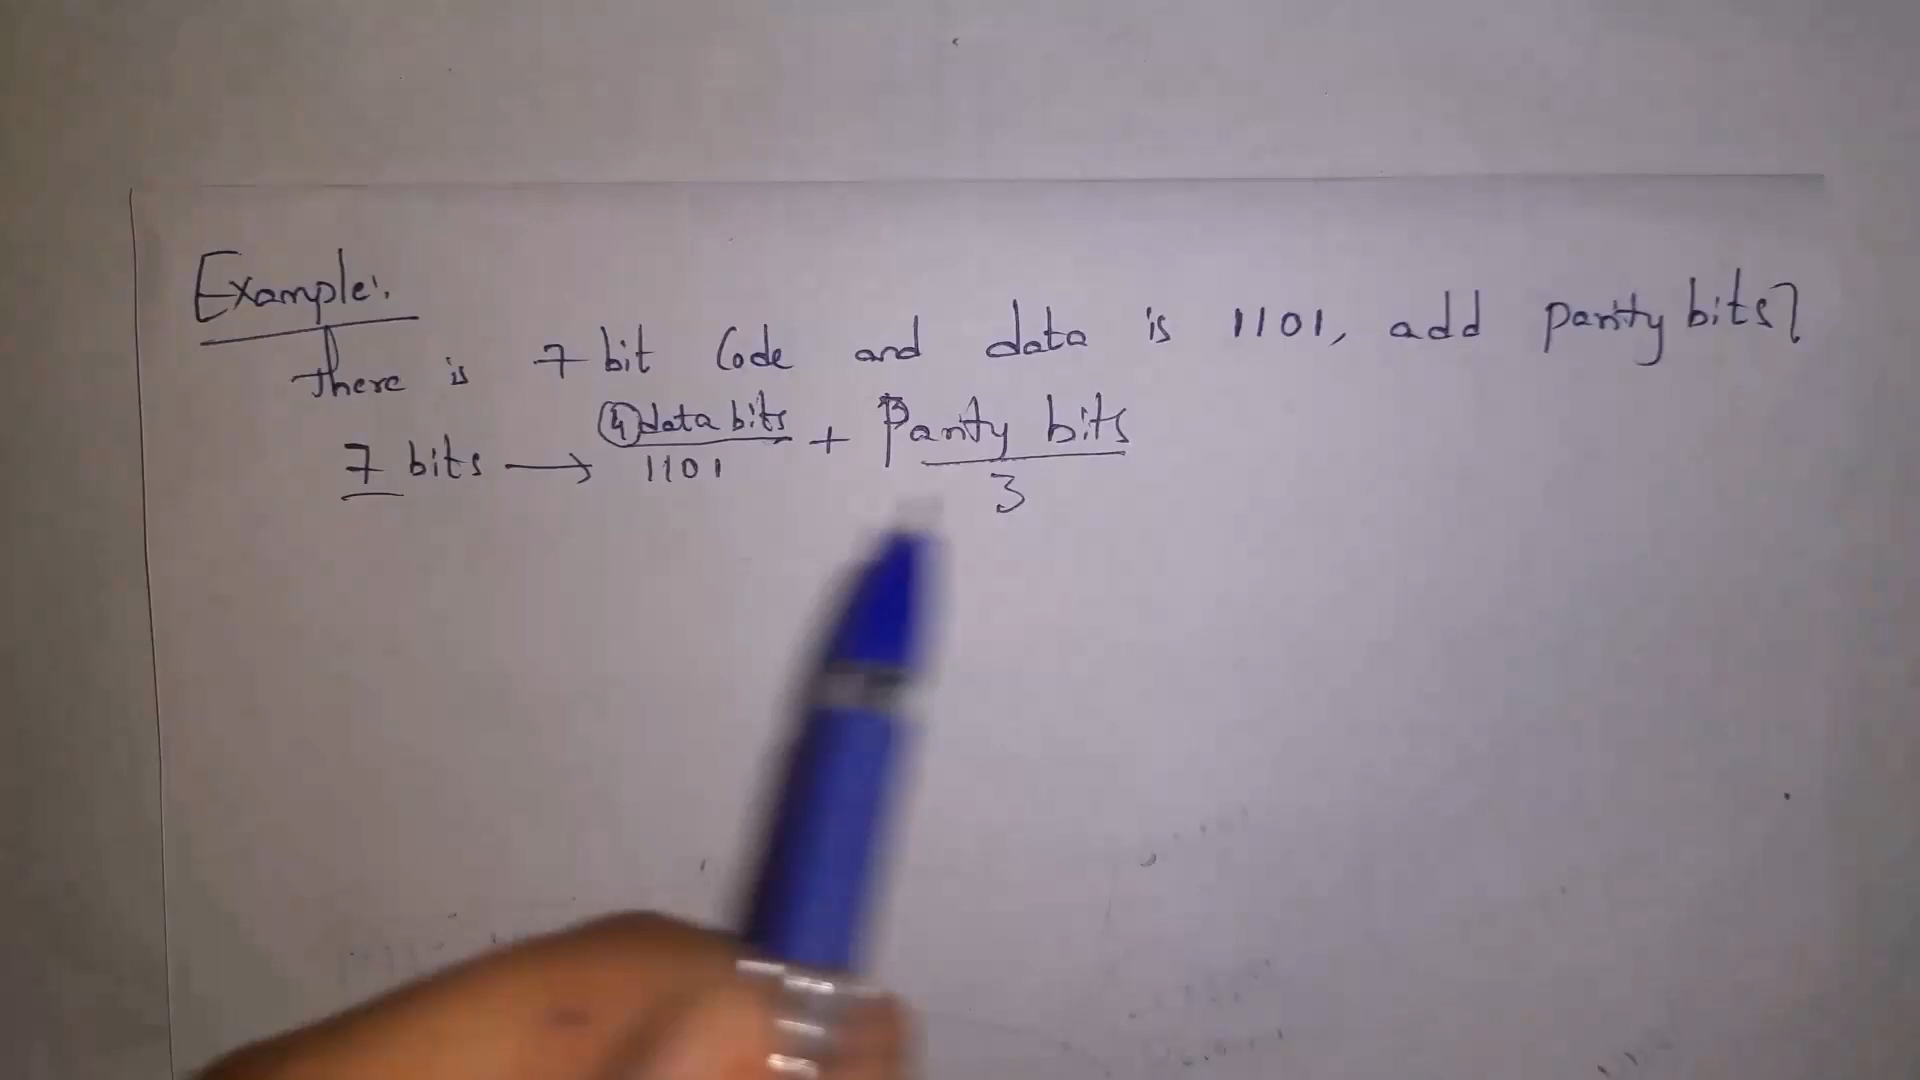 Example:
There is 7 bit Code and data is 1101, add parity bits?
7 bits → 4 data bits + Parity bits
1101 3